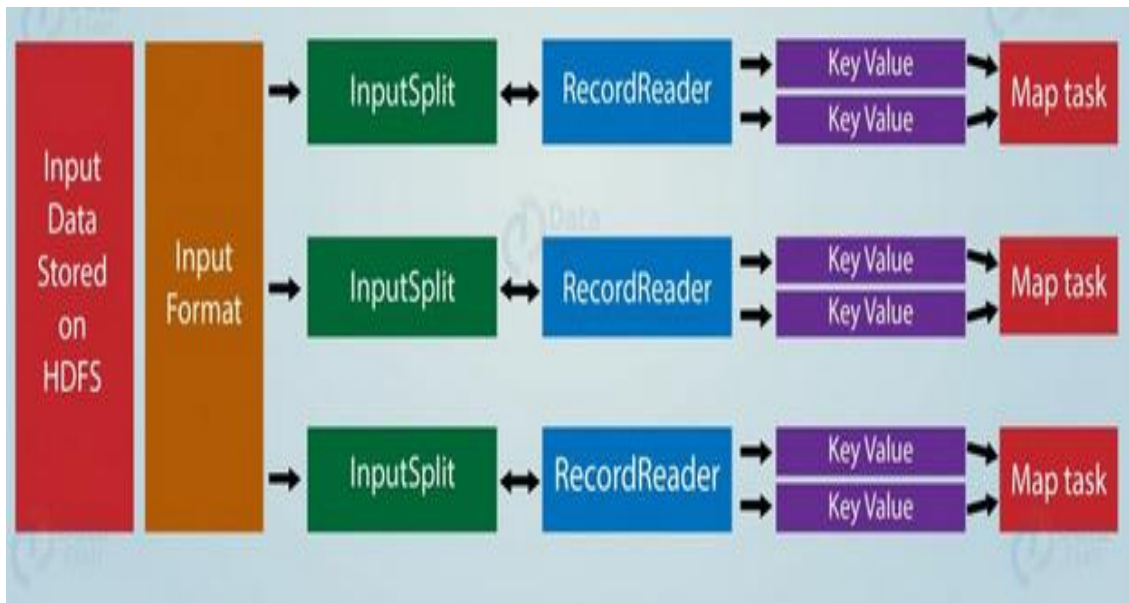 Input
Data
Stored
on
HDFS
Input
Format
InputSplit
RecordReader
Key Value
Key Value
Map task
InputSplit
RecordReader
Key Value
Key Value
Map task
InputSplit
RecordReader
Key Value
Key Value
Map task
Data